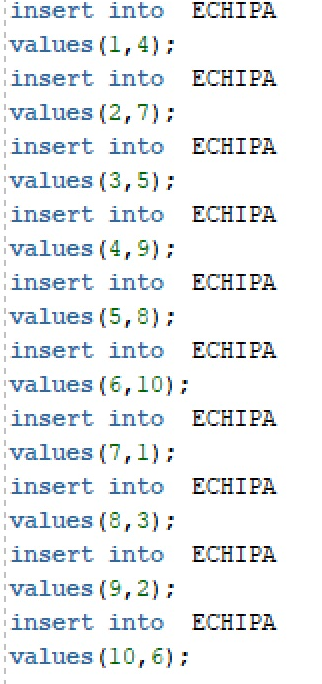 insert into  ECHIPA
values(1,4);
insert into  ECHIPA
values(2,7);
insert into  ECHIPA
values(3,5);
insert into  ECHIPA
values(4,9);
insert into  ECHIPA
values(5,8);
insert into  ECHIPA
values(6,10);
insert into  ECHIPA
values(7,1);
insert into  ECHIPA
values(8,3);
insert into  ECHIPA
values(9,2);
insert into  ECHIPA
values(10,6);